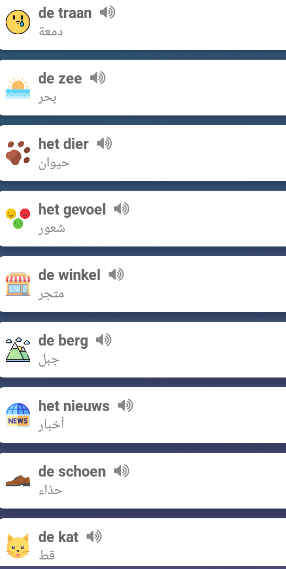 de traan
دمعة
de zee
بحر
het dier
حيوان
het gevoel
شعور
de winkel
متجر
de berg
جبل
het nieuws
أخبار
NEWS
de schoen
حذاء
de kat
قط